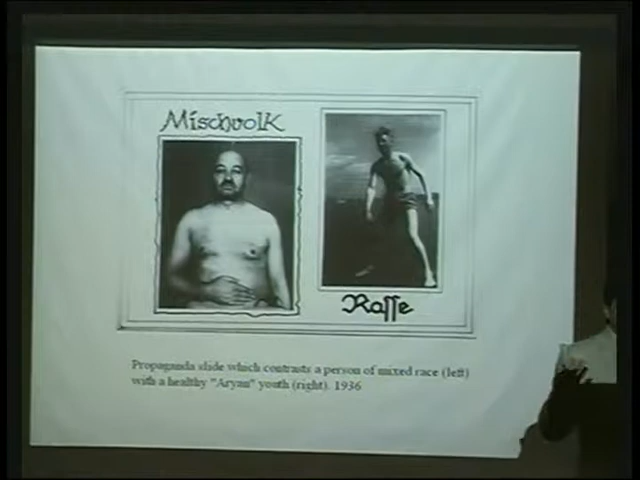 Mischvolk
Rasse
Propaganda slide which contrasts a person of mixed race (left)
with a healthy "Aryan" youth (right). 1936